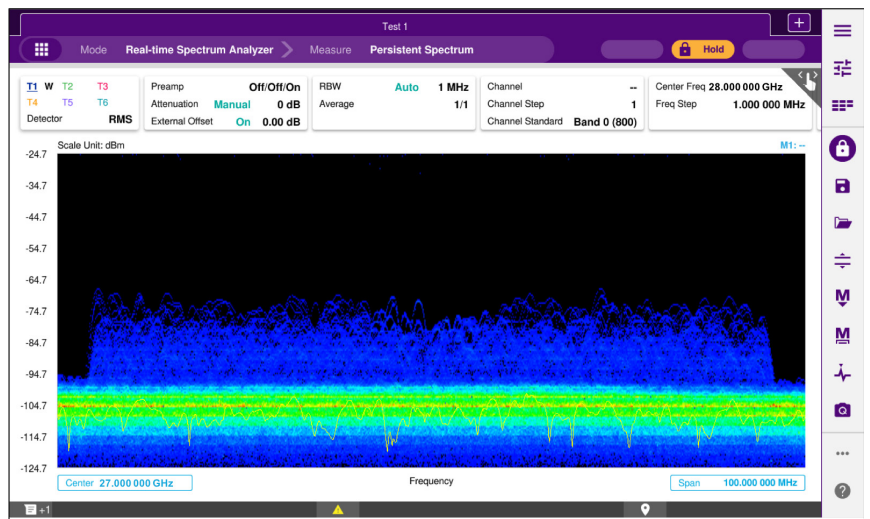 Test 1
Mode Real-time Spectrum Analyzer Measure Persistent Spectrum
Hold
T1 W T2 T3
T4 T5 T6
Detector RMS
Preamp Off/Off/On
Attenuation Manual 0 dB
External Offset On 0.00 dB
RBW Auto 1 MHz
Average 1/1
Channel --
Channel Step 1
Channel Standard Band 0 (800)
Center Freq 28.000 000 GHz
Freq Step 1.000 000 MHz
Scale Unit: dBm
M1: --
-24.7
-34.7
-44.7
-54.7
-64.7
-74.7
-84.7
-94.7
-104.7
-114.7
-124.7
Center 27.000 000 GHz
Frequency
Span 100.000 000 MHz
+1
M
M